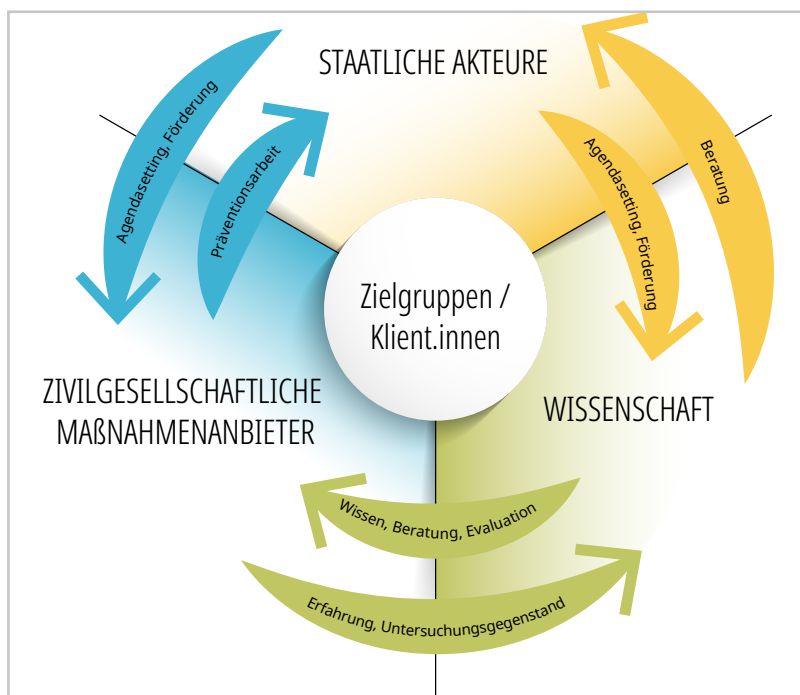 STAATLICHE AKTEURE
Agendasetting, Förderung
Präventionsarbeit
Agendasetting, Förderung
Beratung
Zielgruppen /
Klient.innen
ZIVILGESELLSCHAFTLICHE
MAßNAHMENANBIETER
WISSENSCHAFT
Wissen, Beratung, Evaluation
Erfahrung, Untersuchungsgegenstand